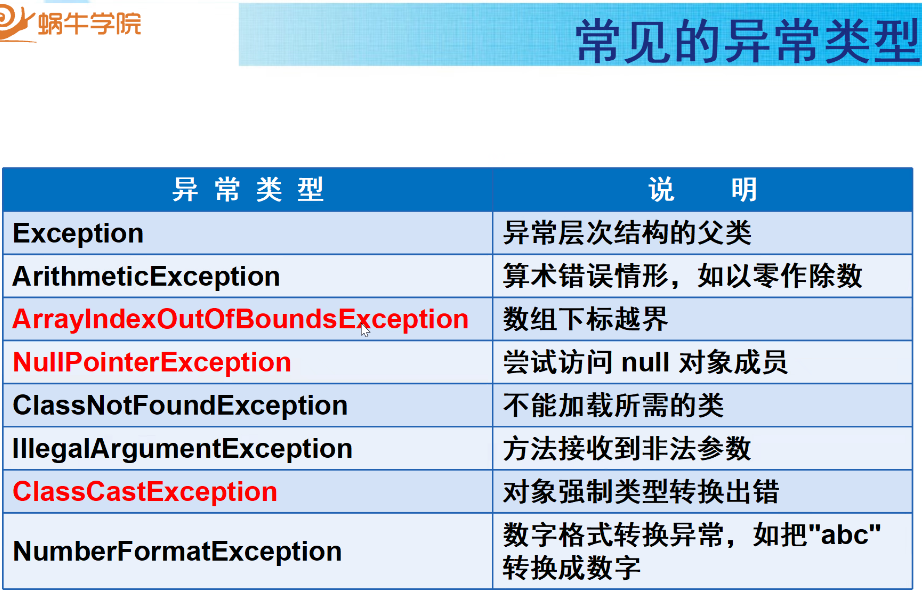 蜗牛学院
常见的异常类型
异 常 类 型 说 明
Exception 异常层次结构的父类
ArithmeticException 算术错误情形，如以零作除数
ArrayIndexOutOfBoundsException 数组下标越界
NullPointerException 尝试访问 null 对象成员
ClassNotFoundException 不能加载所需的类
IllegalArgumentException 方法接收到非法参数
ClassCastException 对象强制类型转换出错
NumberFormatException 数字格式转换异常，如把"abc"
转换成数字